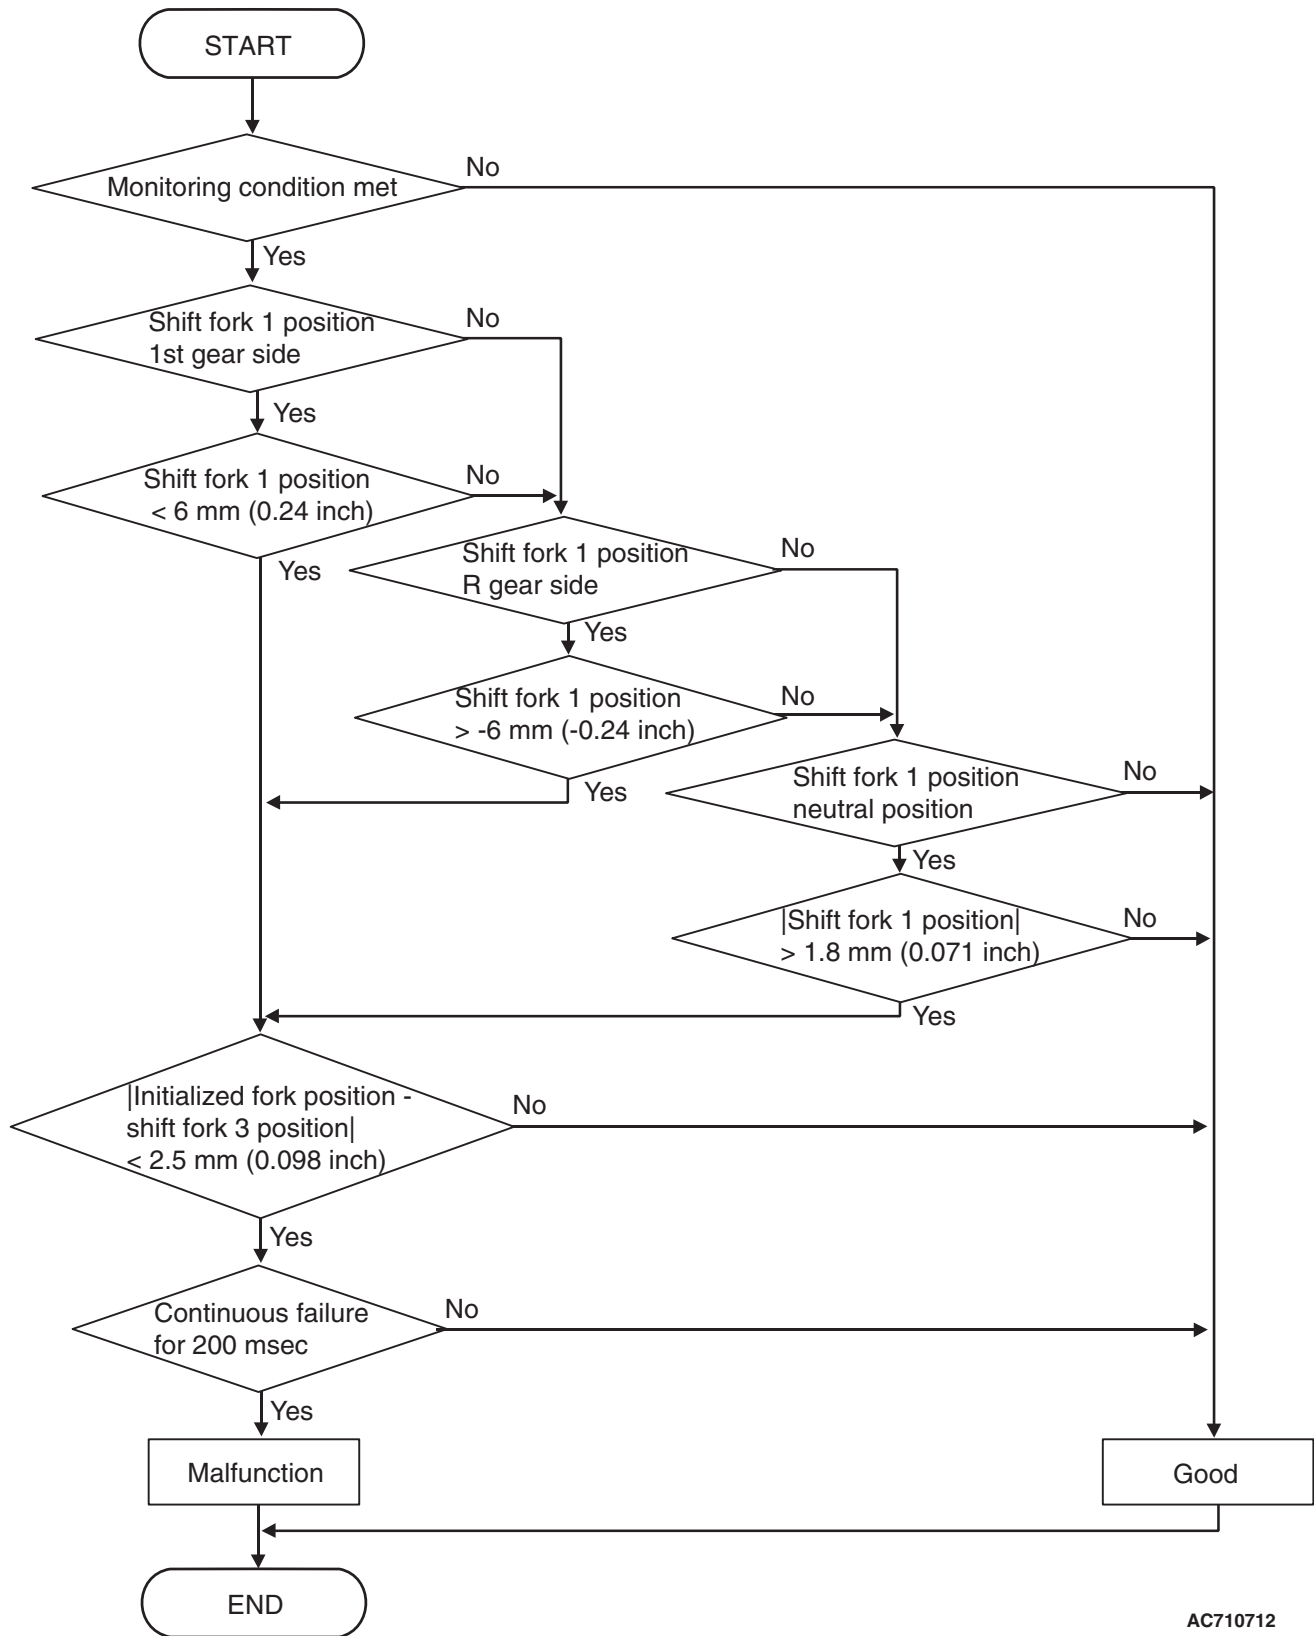 START
Monitoring condition met
No
Yes
Shift fork 1 position
1st gear side
No
Yes
Shift fork 1 position
< 6 mm (0.24 inch)
No
Yes
Shift fork 1 position
R gear side
No
Yes
Shift fork 1 position
> -6 mm (-0.24 inch)
No
Yes
Shift fork 1 position
neutral position
No
Yes
|Shift fork 1 position|
> 1.8 mm (0.071 inch)
No
Yes
|Initialized fork position -
shift fork 3 position|
< 2.5 mm (0.098 inch)
No
Yes
Continuous failure
for 200 msec
No
Yes
Malfunction
Good
END
AC710712